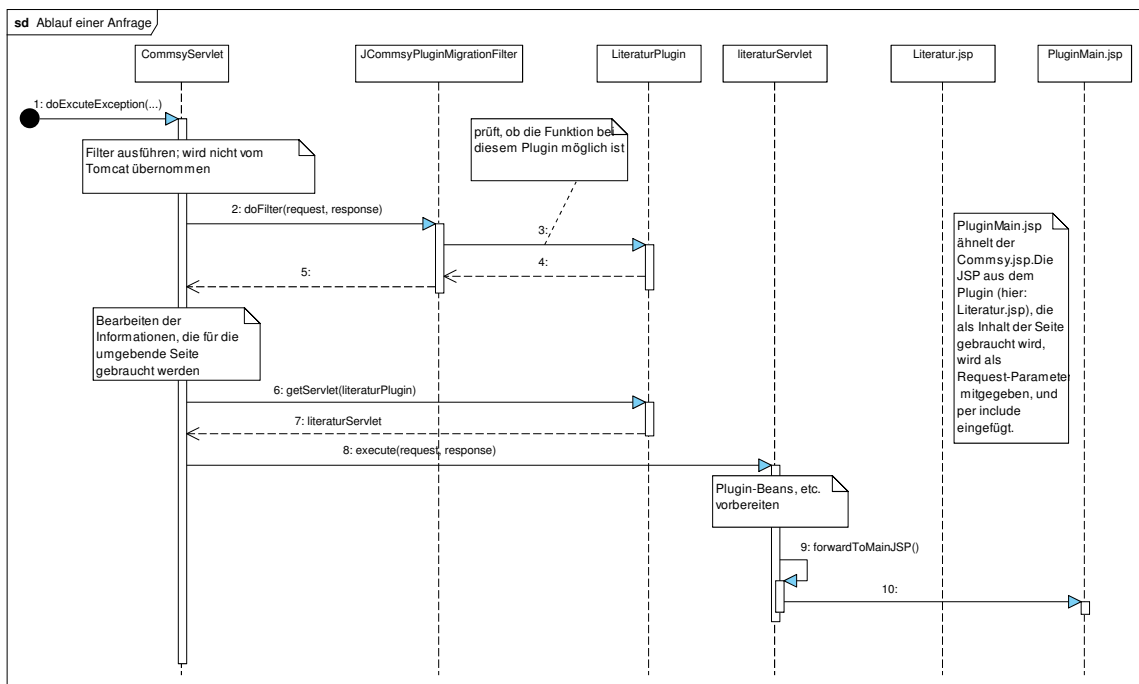 sd Ablauf einer Anfrage
CommsyServlet
JCommsyPluginMigrationFilter
LiteraturPlugin
literaturServlet
Literatur.jsp
PluginMain.jsp
1: doExcuteException(...)
prüft, ob die Funktion bei
diesem Plugin möglich ist
Filter ausführen; wird nicht vom
Tomcat übernommen
2: doFilter(request, response)
3:
4:
5:
PluginMain.jsp
ähnelt der
Commsy.jsp.Die
JSP aus dem
Plugin (hier:
Literatur.jsp), die
als Inhalt der Seite
gebraucht wird,
wird als
Request-Parameter
mitgegeben, und
per include
eingefügt.
Bearbeiten der
Informationen, die für die
umgebende Seite
gebraucht werden
6: getServlet(literaturPlugin)
7: literaturServlet
8: execute(request, response)
Plugin-Beans, etc.
vorbereiten
9: forwardToMainJSP()
10: